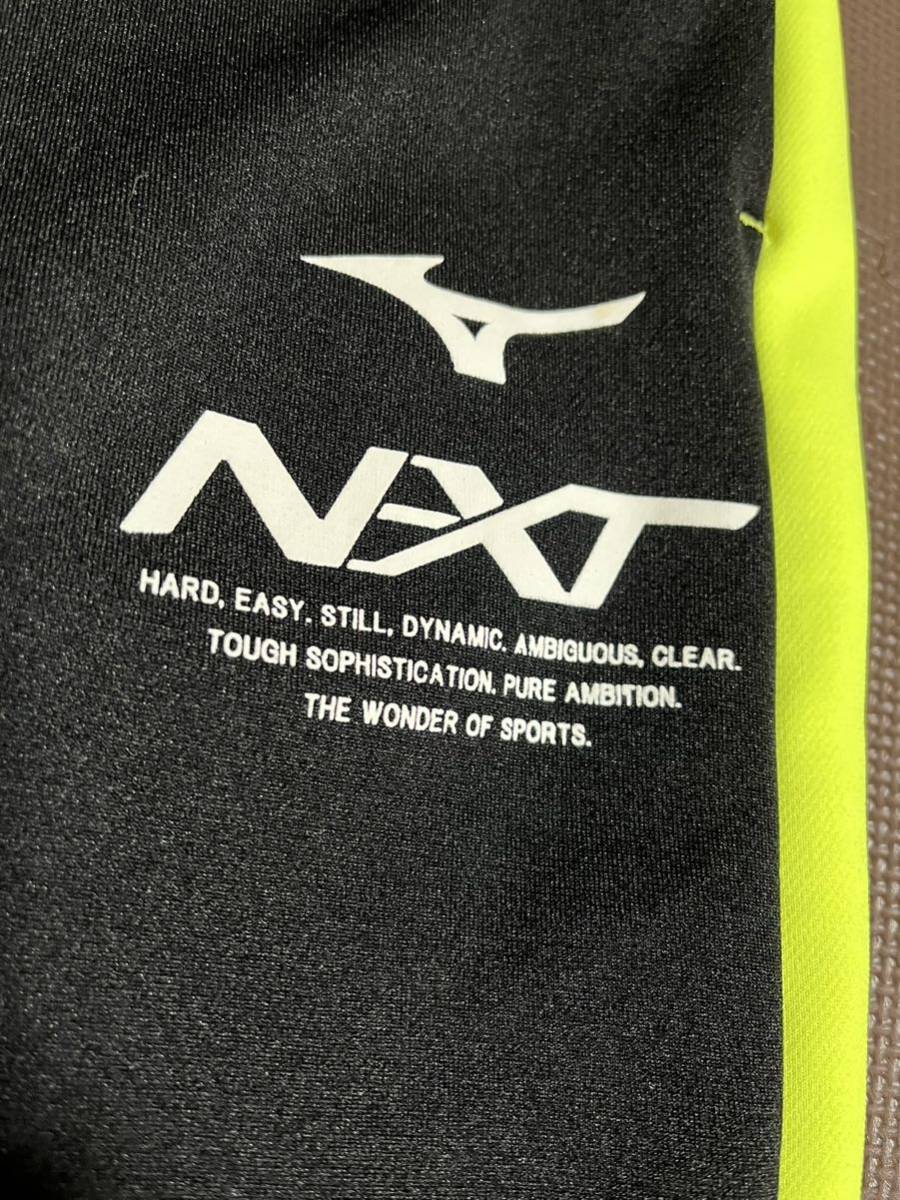 NEXT
HARD, EASY. STILL, DYNAMIC. AMBIGUOUS, CLEAR.
TOUGH SOPHISTICATION. PURE AMBITION.
THE WONDER OF SPORTS.